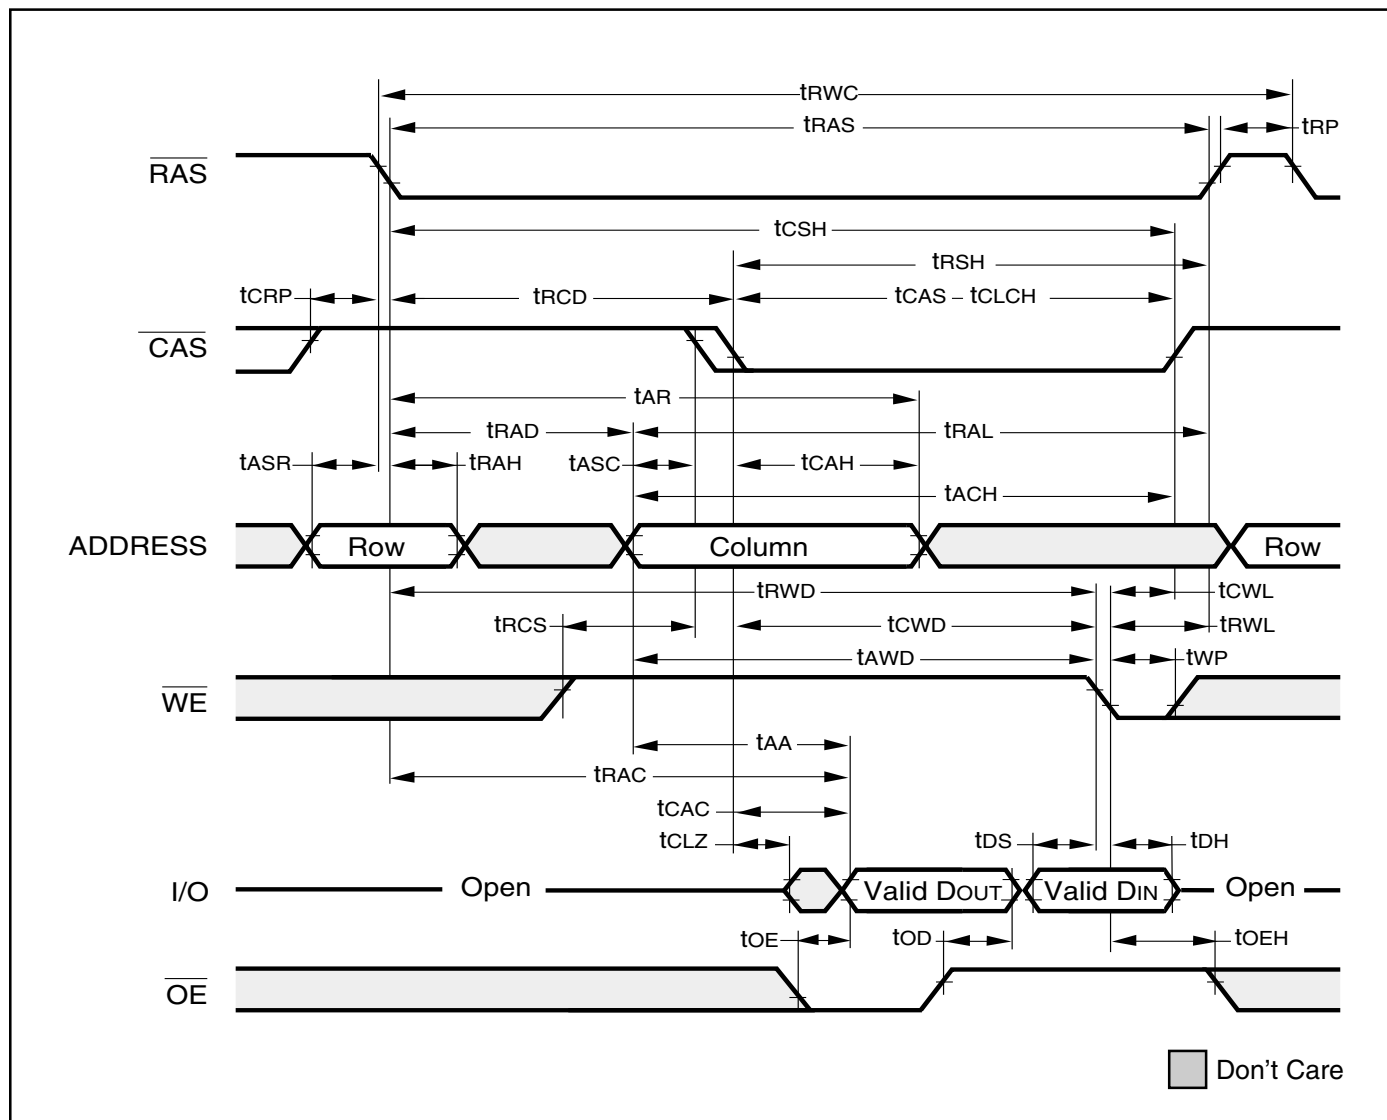 tRWC
tRAS
tRP
RAS
tCSH
tRSH
tCRP
tRCD
tCAS - tCLCH
CAS
tAR
tRAD
tRAL
tASR
tRAH
tASC
tCAH
tACH
ADDRESS
Row
Column
Row
tRWD
tCWL
tRCS
tCWD
tRWL
tAWD
tWP
WE
tAA
tRAC
tCAC
tCLZ
tDS
tDH
I/O
Open
Valid DOUT
Valid DIN
Open
tOE
tOD
tOEH
OE
Don't Care